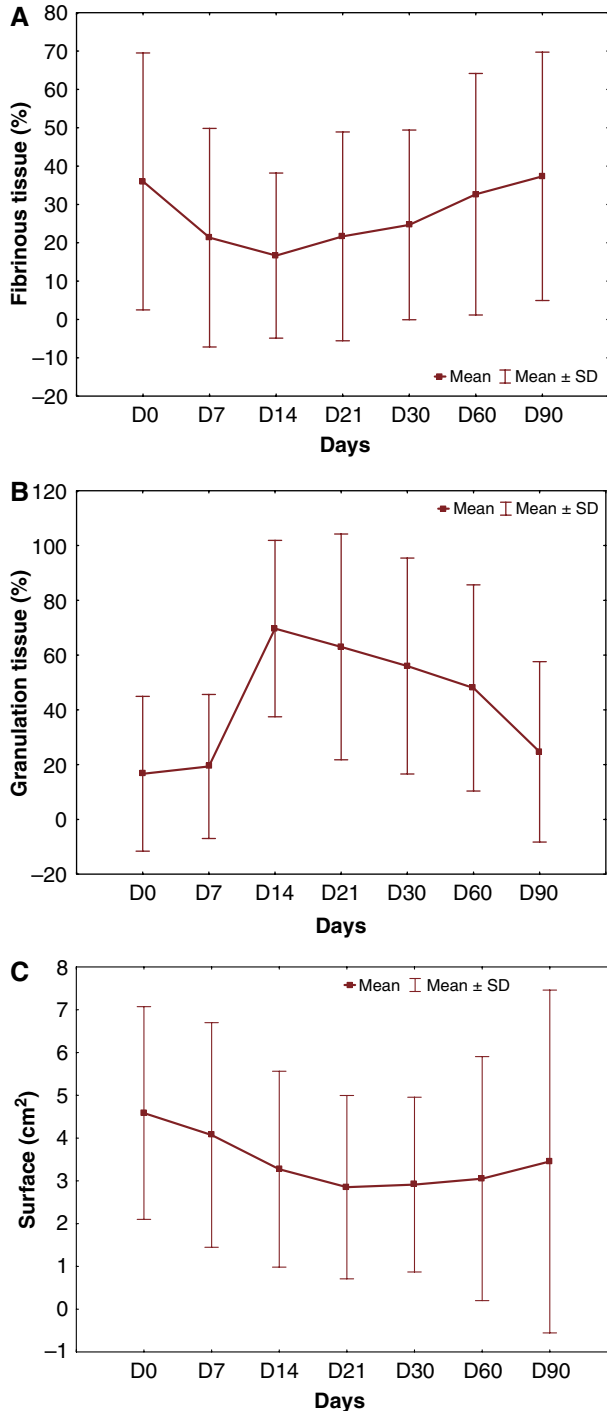 A
Fibrinous tissue (%)
80
70
60
50
40
30
20
10
0
–10
–20
Mean Mean ± SD
D0 D7 D14 D21 D30 D60 D90
Days
B
Granulation tissue (%)
120
100
80
60
40
20
0
–20
Mean Mean ± SD
D0 D7 D14 D21 D30 D60 D90
Days
C
Surface (cm²)
8
7
6
5
4
3
2
1
0
–1
Mean Mean ± SD
D0 D7 D14 D21 D30 D60 D90
Days